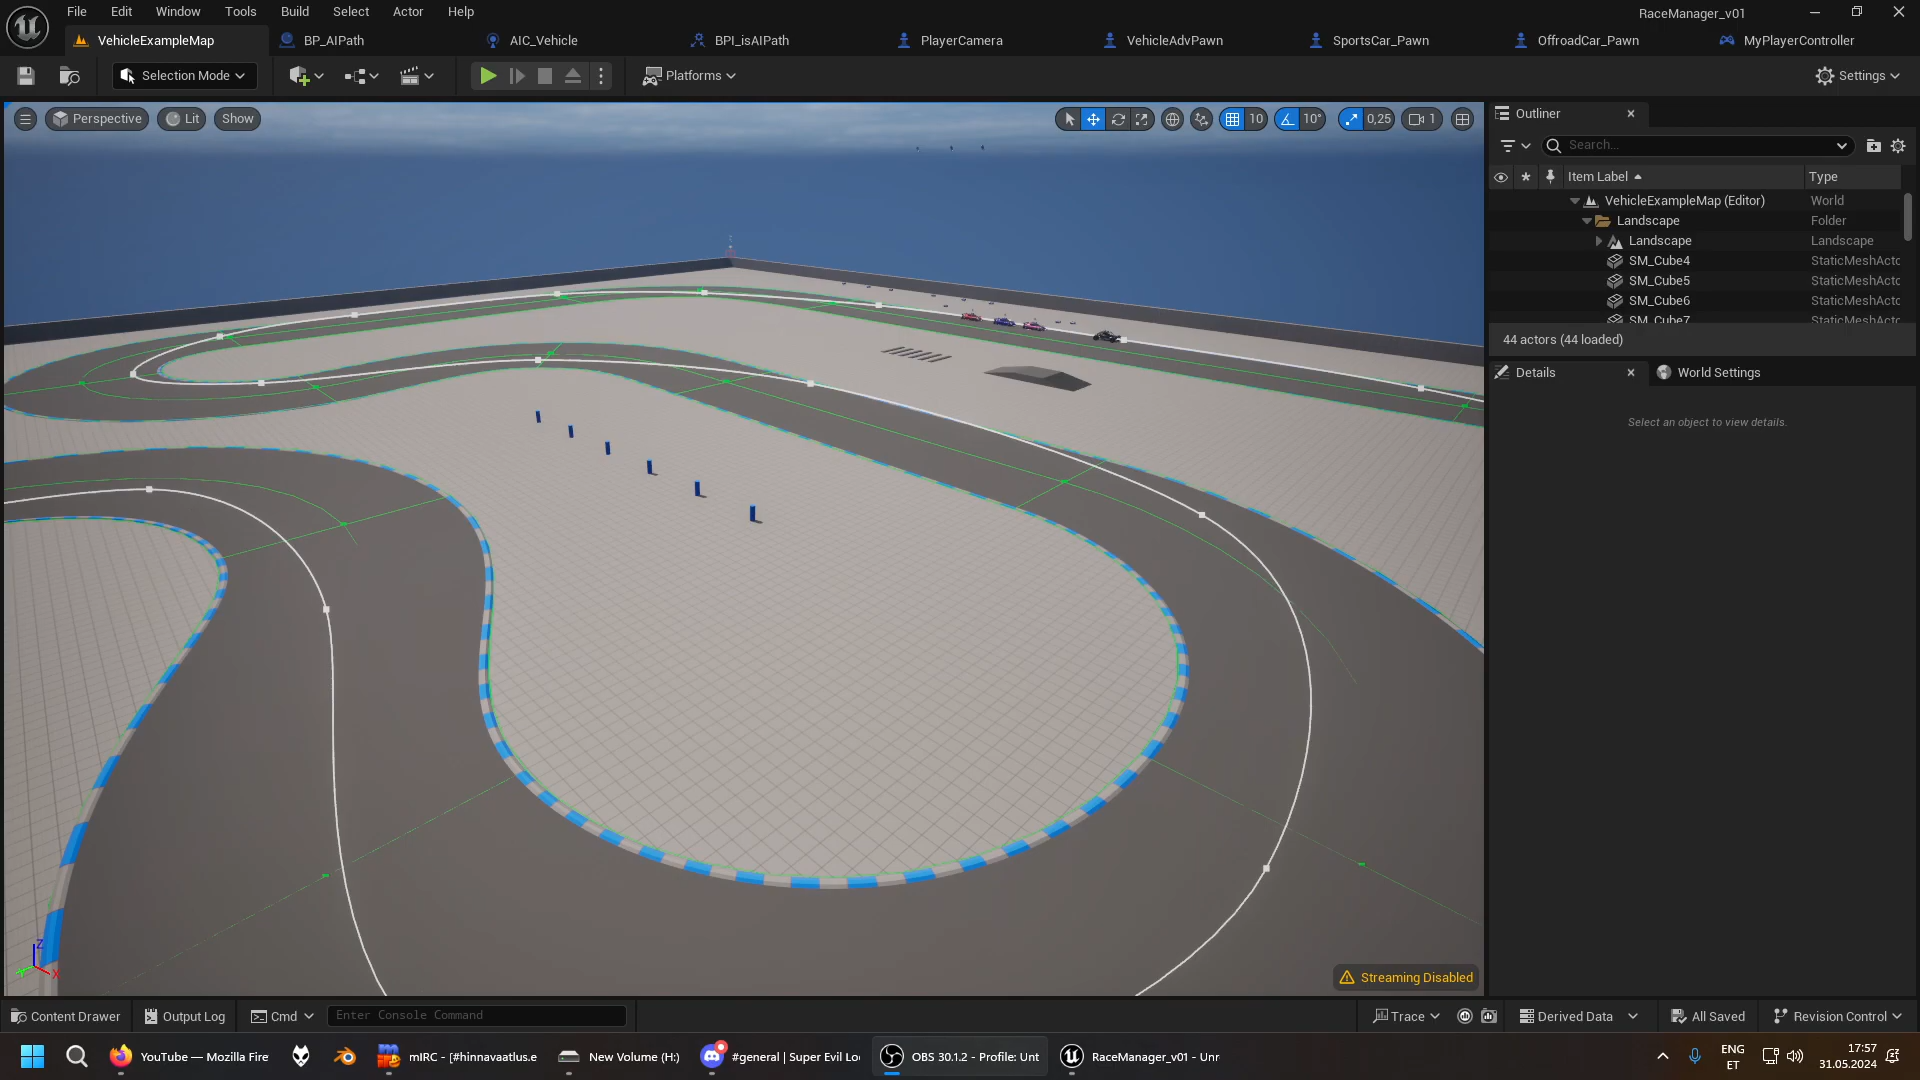 File Edit Window Tools Build Select Actor Help
RaceManager_v01
VehicleExampleMap
BP_AIPath
AIC_Vehicle
BPI_isAIPath
PlayerCamera
VehicleAdvPawn
SportsCar_Pawn
OffroadCar_Pawn
MyPlayerController
Selection Mode
Platforms
Settings
Perspective
Lit
Show
10
10°
0,25
1
Outliner
Search...
Item Label
Type
VehicleExampleMap (Editor) World
Landscape Folder
Landscape Landscape
SM_Cube4 StaticMeshActo
SM_Cube5 StaticMeshActo
SM_Cube6 StaticMeshActo
SM_Cube7 StaticMeshActo
44 actors (44 loaded)
Details
World Settings
Select an object to view details.
Z
Y
X
Streaming Disabled
Content Drawer
Output Log
Cmd
Enter Console Command
Trace
Derived Data
All Saved
Revision Control
YouTube — Mozilla Fire
mIRC - [#hinnavaatlus.e
New Volume (H:)
#general | Super Evil Lo
OBS 30.1.2 - Profile: Unt
RaceManager_v01 - Unr
ENG
ET
17:57
31.05.2024